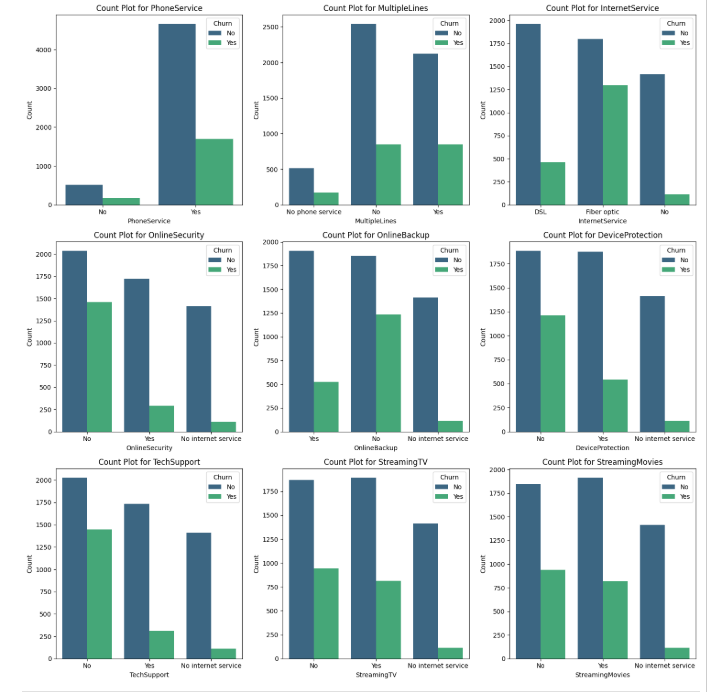 Count Plot for PhoneService
Churn
No
Yes
4000
3000
2000
1000
0
Count
No Yes
PhoneService
Count Plot for MultipleLines
Churn
No
Yes
2500
2000
1500
1000
500
0
Count
No phone service No Yes
MultipleLines
Count Plot for InternetService
Churn
No
Yes
2000
1750
1500
1250
1000
750
500
250
0
Count
DSL Fiber optic No
InternetService
Count Plot for OnlineSecurity
Churn
No
Yes
2000
1750
1500
1250
1000
750
500
250
0
Count
No Yes No internet service
OnlineSecurity
Count Plot for OnlineBackup
Churn
No
Yes
2000
1750
1500
1250
1000
750
500
250
0
Count
Yes No No internet service
OnlineBackup
Count Plot for DeviceProtection
Churn
No
Yes
1750
1500
1250
1000
750
500
250
0
Count
No Yes No internet service
DeviceProtection
Count Plot for TechSupport
Churn
No
Yes
2000
1750
1500
1250
1000
750
500
250
0
Count
No Yes No internet service
TechSupport
Count Plot for StreamingTV
Churn
No
Yes
1750
1500
1250
1000
750
500
250
0
Count
No Yes No internet service
StreamingTV
Count Plot for StreamingMovies
Churn
No
Yes
2000
1750
1500
1250
1000
750
500
250
0
Count
No Yes No internet service
StreamingMovies